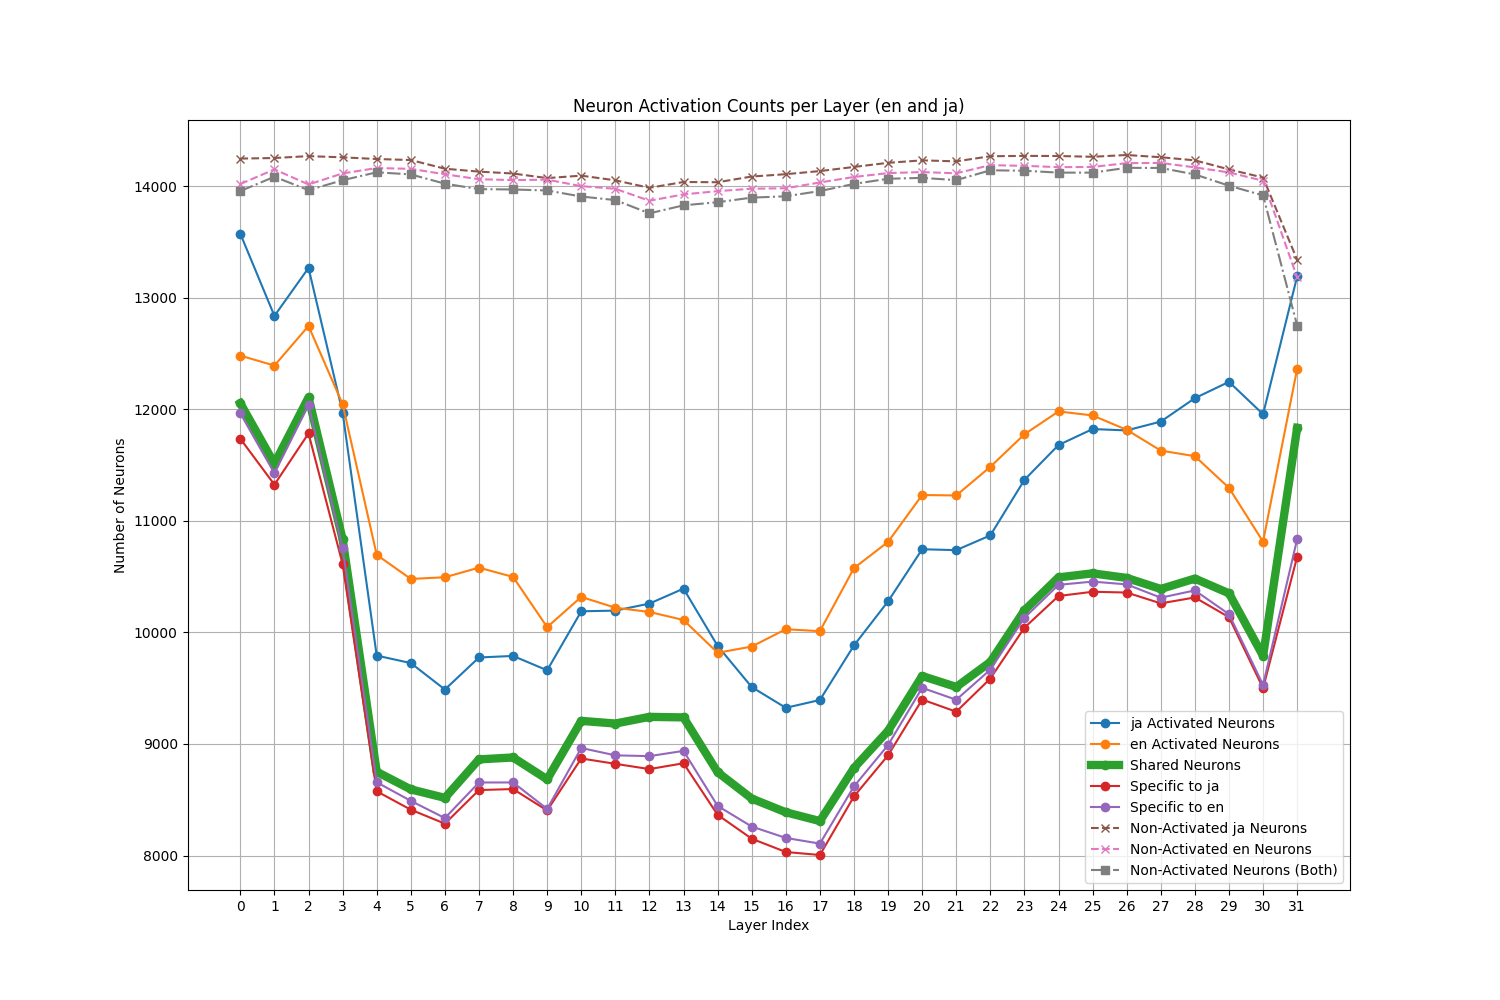 Neuron Activation Counts per Layer (en and ja)
14000
13000
12000
11000
10000
9000
8000
Number of Neurons
ja Activated Neurons
en Activated Neurons
Shared Neurons
Specific to ja
Specific to en
Non-Activated ja Neurons
Non-Activated en Neurons
Non-Activated Neurons (Both)
0 1 2 3 4 5 6 7 8 9 10 11 12 13 14 15 16 17 18 19 20 21 22 23 24 25 26 27 28 29 30 31
Layer Index